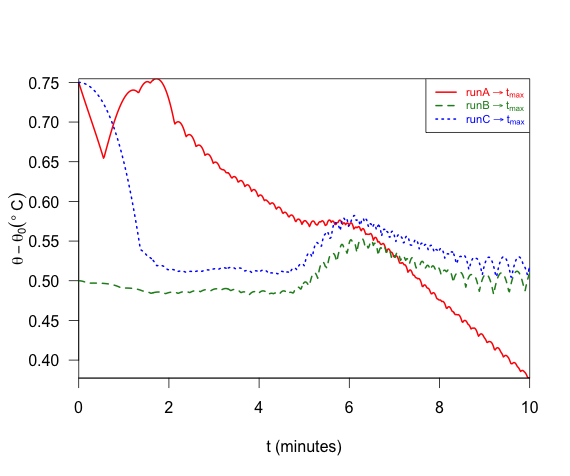 0.75
0.70
0.65
0.60
0.55
0.50
0.45
0.40
θ − θ₀(° C)
runA → tmax
runB → tmax
runC → tmax
0 2 4 6 8 10
t (minutes)